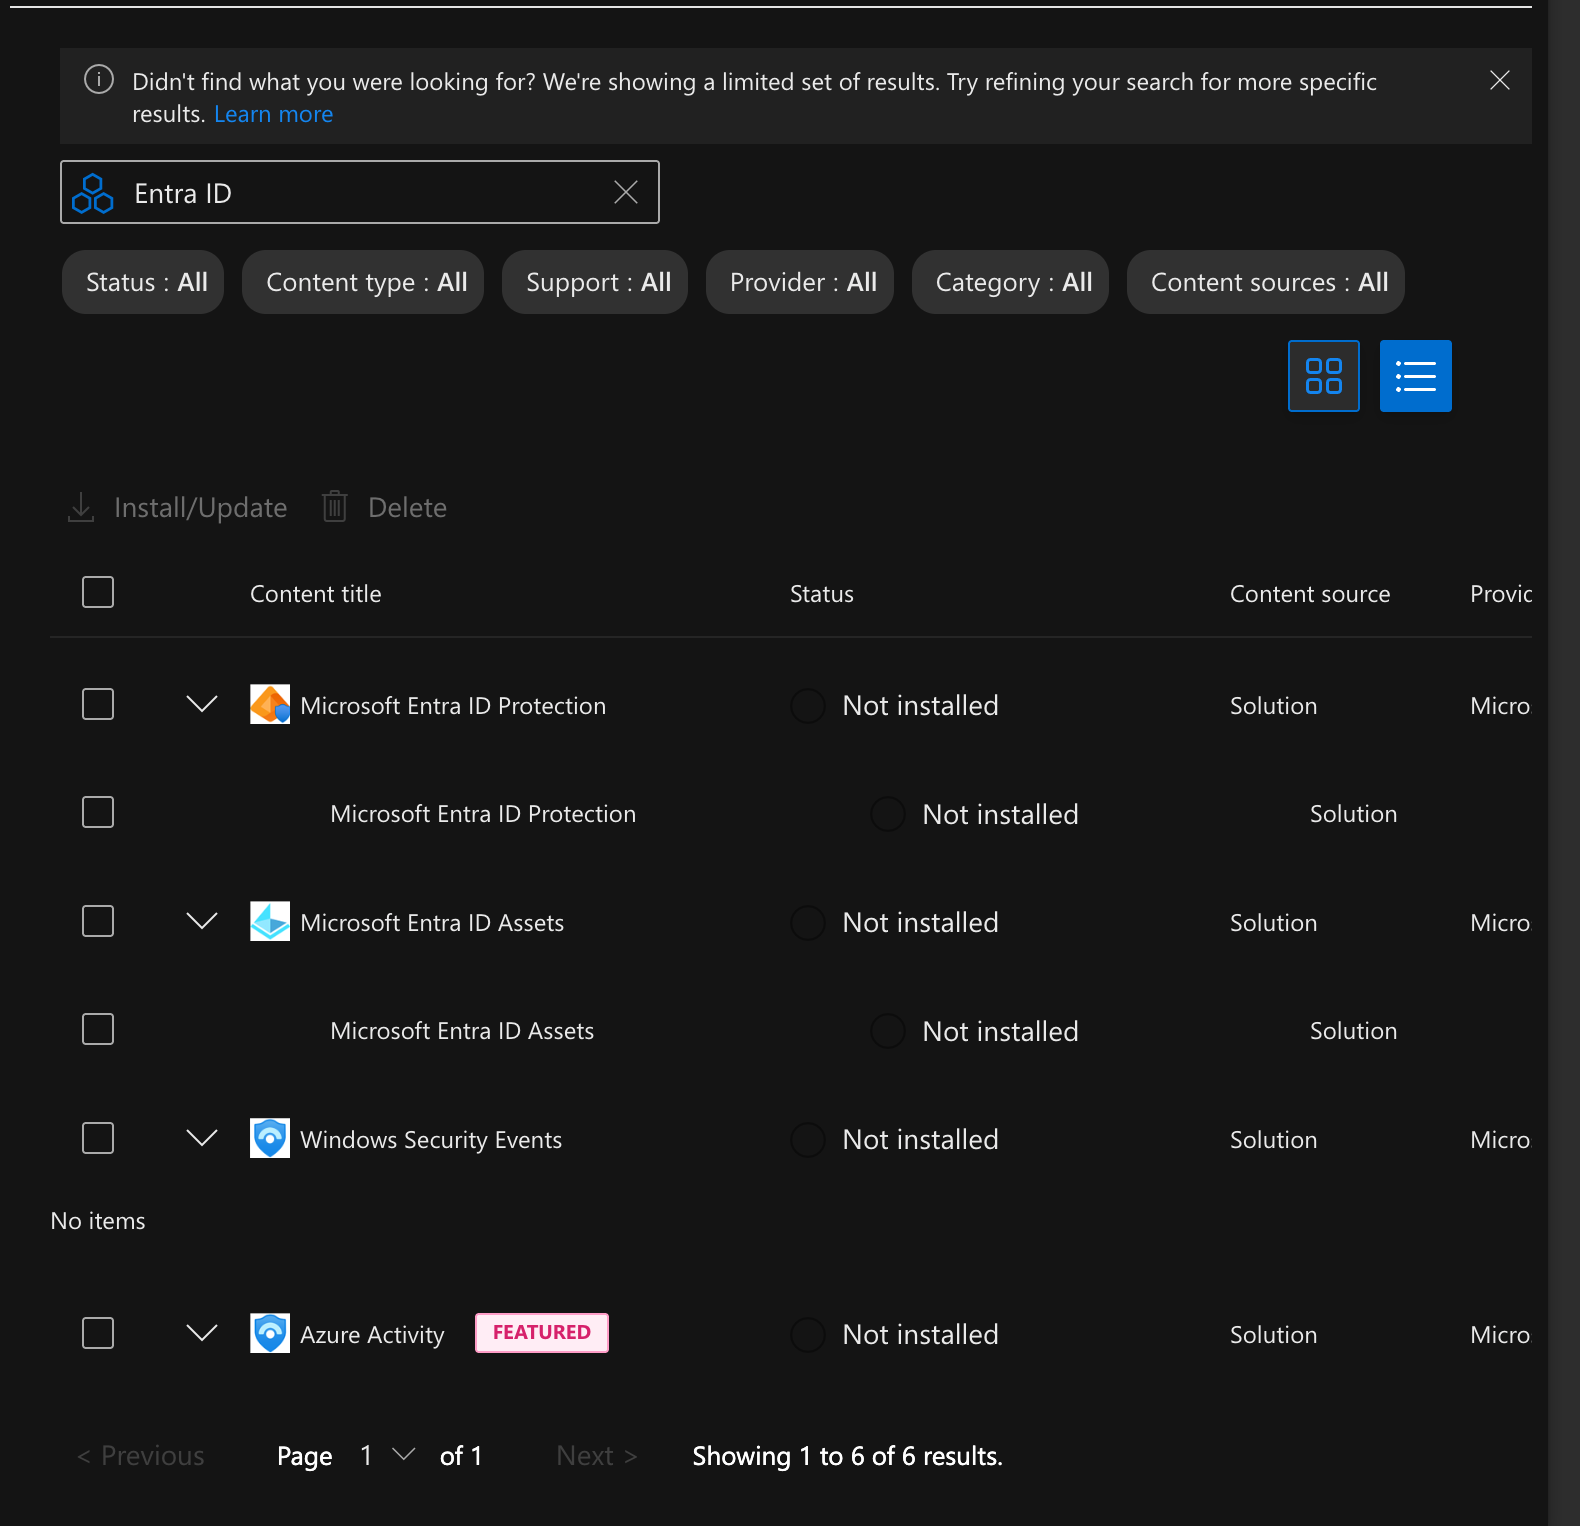 Didn't find what you were looking for? We're showing a limited set of results. Try refining your search for more specific
results. Learn more
Entra ID
Status : All Content type : All Support : All Provider : All Category : All Content sources : All
Install/Update Delete
Content title Status Content source Provic
Microsoft Entra ID Protection Not installed Solution Micro
Microsoft Entra ID Protection Not installed Solution
Microsoft Entra ID Assets Not installed Solution Micro
Microsoft Entra ID Assets Not installed Solution
Windows Security Events Not installed Solution Micro
No items
Azure Activity FEATURED Not installed Solution Micro
< Previous Page 1 of 1 Next > Showing 1 to 6 of 6 results.